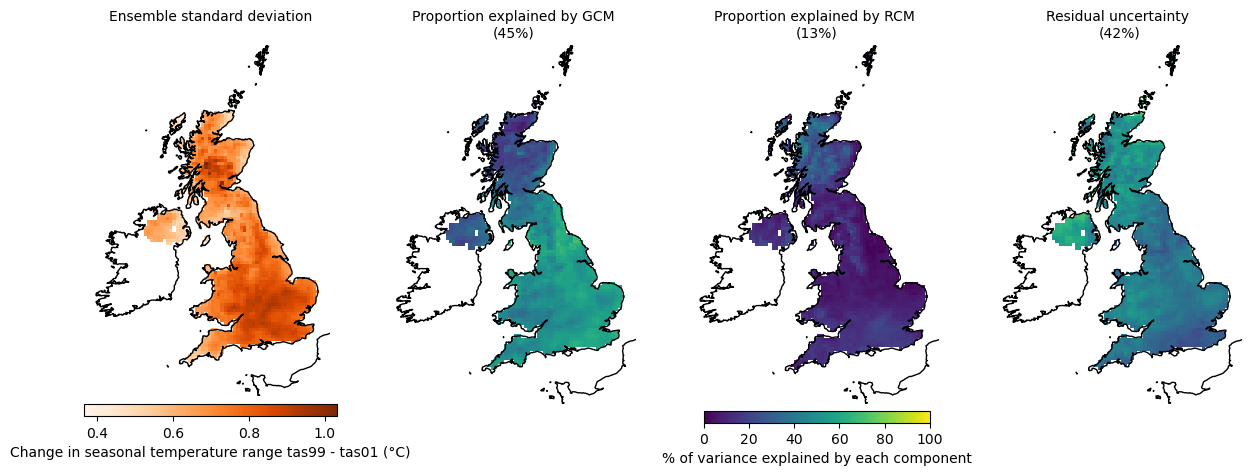 Ensemble standard deviation
Proportion explained by GCM
(45%)
Proportion explained by RCM
(13%)
Residual uncertainty
(42%)
0.4 0.6 0.8 1.0
Change in seasonal temperature range tas99 - tas01 (°C)
0 20 40 60 80 100
% of variance explained by each component